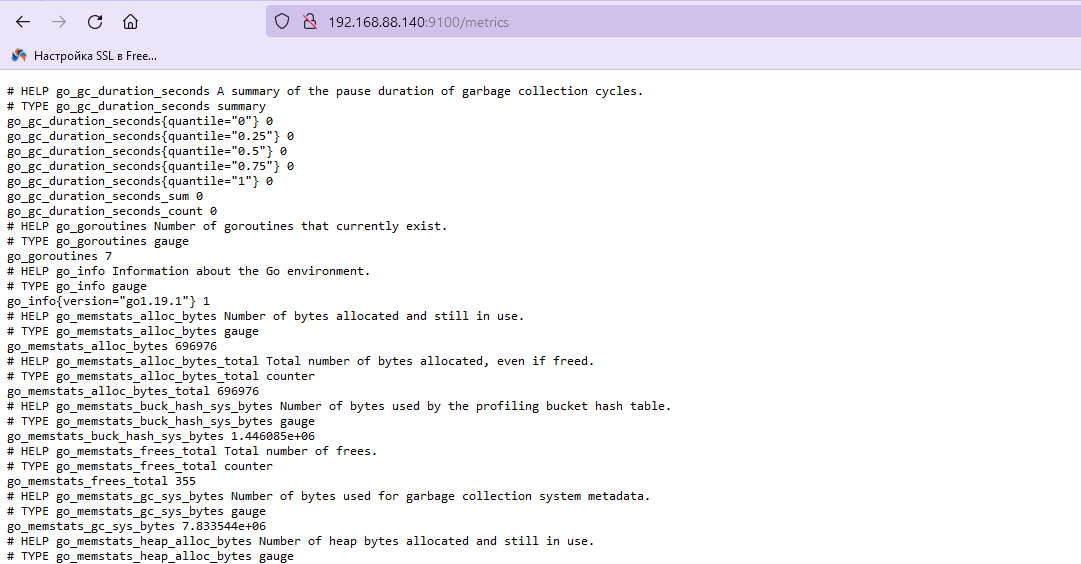 192.168.88.140:9100/metrics
Настройка SSL в Free...
# HELP go_gc_duration_seconds A summary of the pause duration of garbage collection cycles.
# TYPE go_gc_duration_seconds summary
go_gc_duration_seconds{quantile="0"} 0
go_gc_duration_seconds{quantile="0.25"} 0
go_gc_duration_seconds{quantile="0.5"} 0
go_gc_duration_seconds{quantile="0.75"} 0
go_gc_duration_seconds{quantile="1"} 0
go_gc_duration_seconds_sum 0
go_gc_duration_seconds_count 0
# HELP go_goroutines Number of goroutines that currently exist.
# TYPE go_goroutines gauge
go_goroutines 7
# HELP go_info Information about the Go environment.
# TYPE go_info gauge
go_info{version="go1.19.1"} 1
# HELP go_memstats_alloc_bytes Number of bytes allocated and still in use.
# TYPE go_memstats_alloc_bytes gauge
go_memstats_alloc_bytes 696976
# HELP go_memstats_alloc_bytes_total Total number of bytes allocated, even if freed.
# TYPE go_memstats_alloc_bytes_total counter
go_memstats_alloc_bytes_total 696976
# HELP go_memstats_buck_hash_sys_bytes Number of bytes used by the profiling bucket hash table.
# TYPE go_memstats_buck_hash_sys_bytes gauge
go_memstats_buck_hash_sys_bytes 1.446085e+06
# HELP go_memstats_frees_total Total number of frees.
# TYPE go_memstats_frees_total counter
go_memstats_frees_total 355
# HELP go_memstats_gc_sys_bytes Number of bytes used for garbage collection system metadata.
# TYPE go_memstats_gc_sys_bytes gauge
go_memstats_gc_sys_bytes 7.833544e+06
# HELP go_memstats_heap_alloc_bytes Number of heap bytes allocated and still in use.
# TYPE go_memstats_heap_alloc_bytes gauge